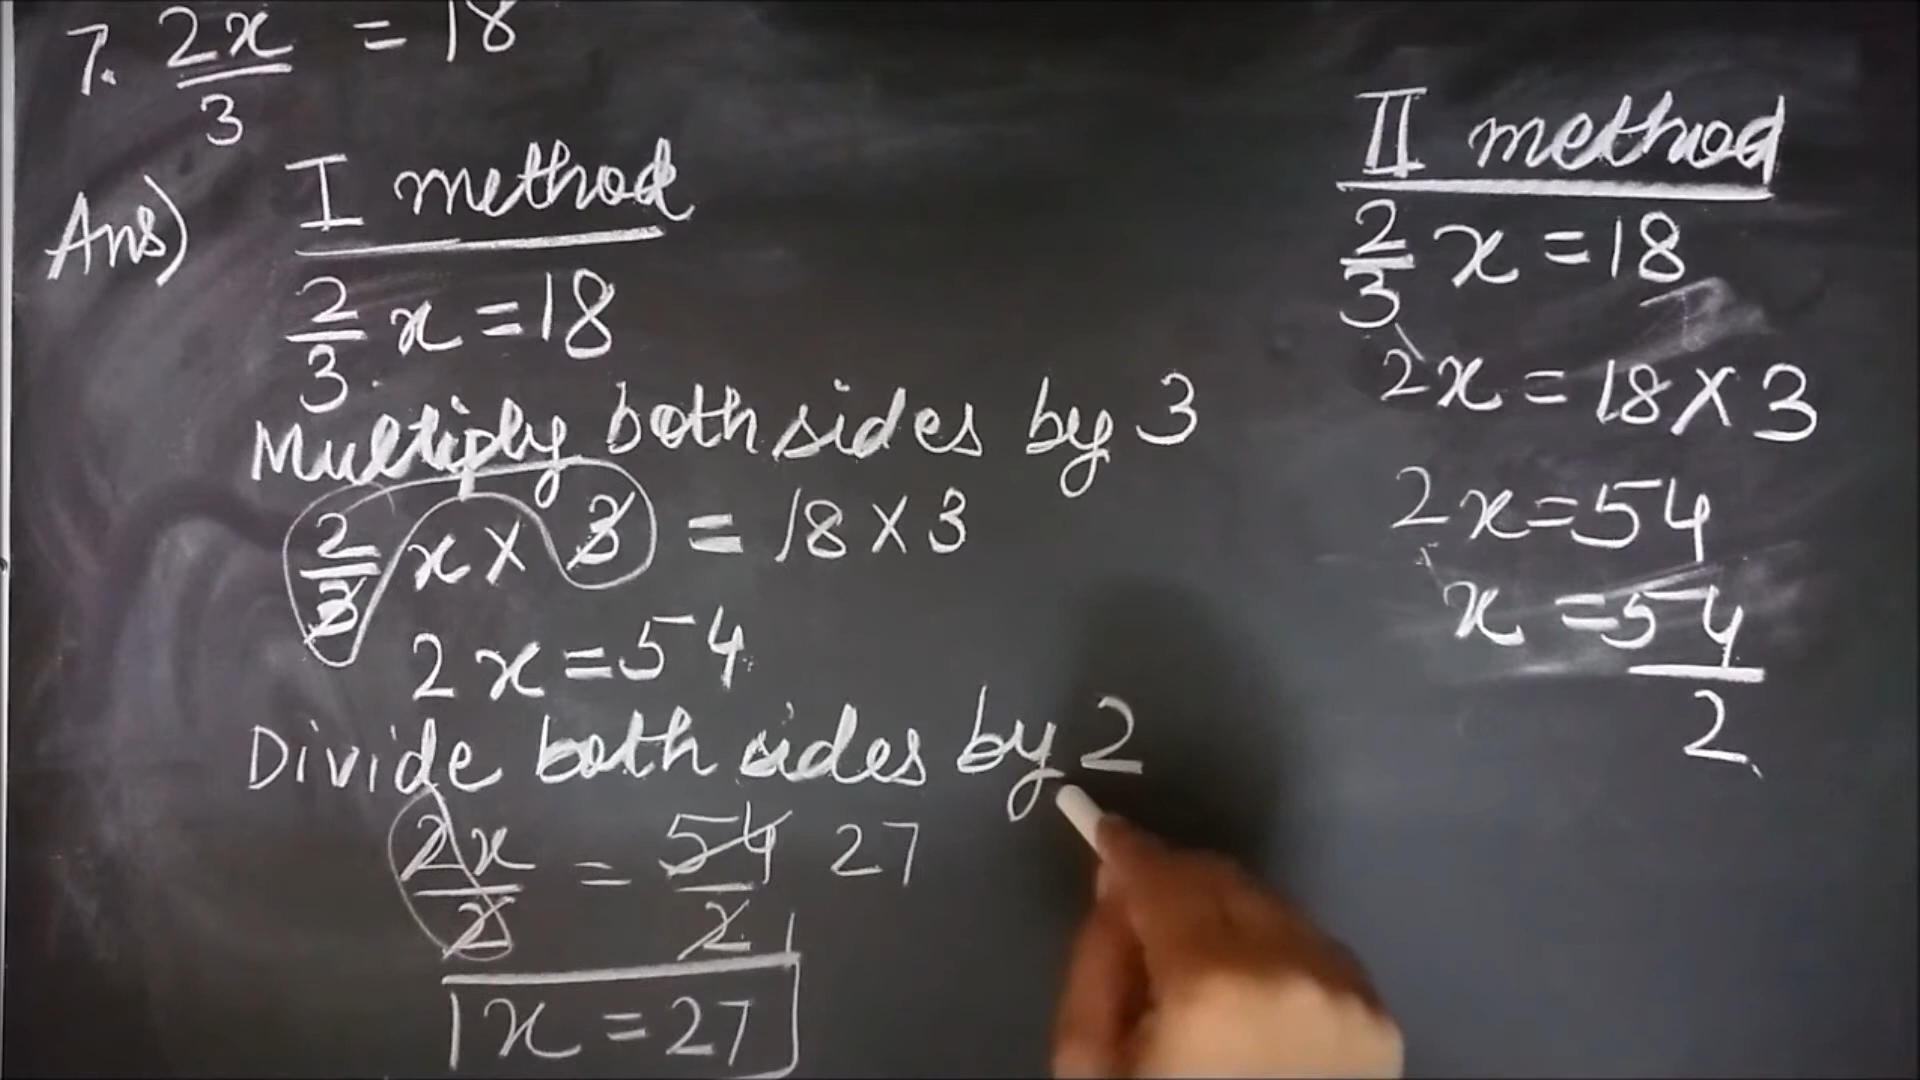 7. 2x/3 = 18
Ans) I method
2/3 x = 18
Multiply both sides by 3
2/3 x × 3 = 18 × 3
2x = 54
Divide both sides by 2
2x/2 = 54/2 27
1
x = 27
II method
2/3 x = 18
2x = 18 × 3
2x = 54
x = 54/2